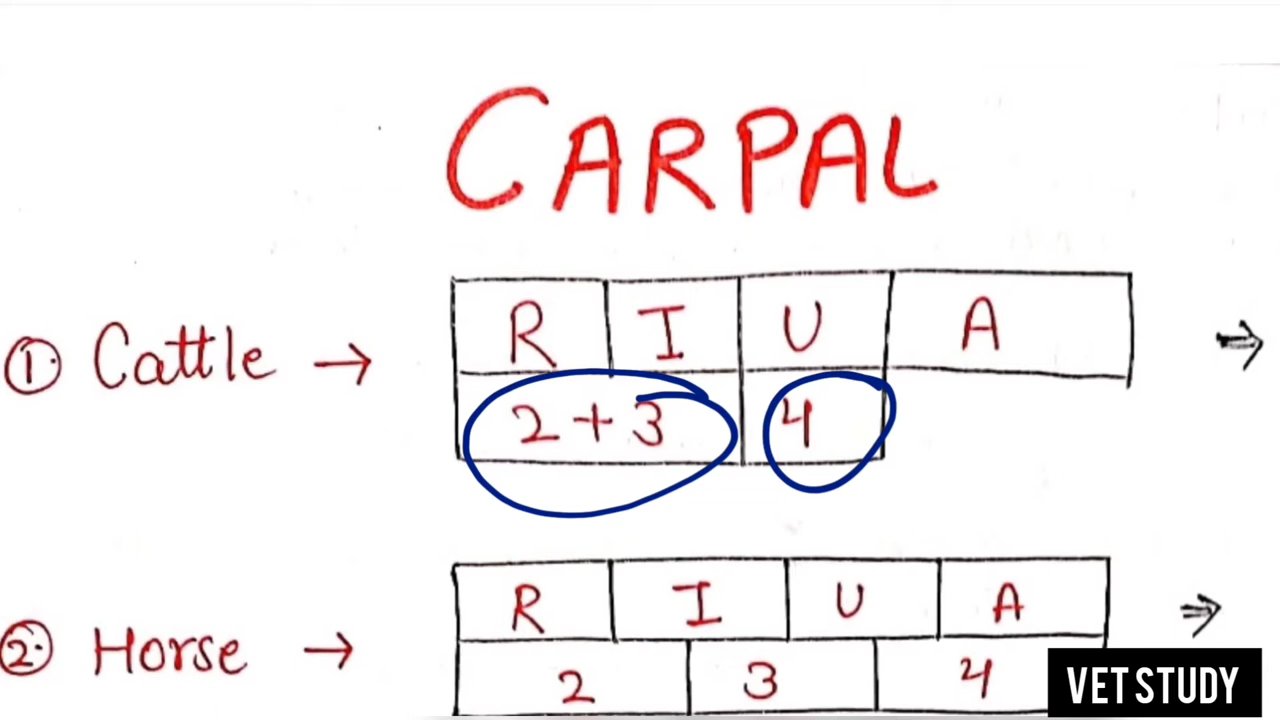 CARPAL
① Cattle → R I U A ⇒
2+3 4
② Horse → R I U A ⇒
2 3 4
VET STUDY